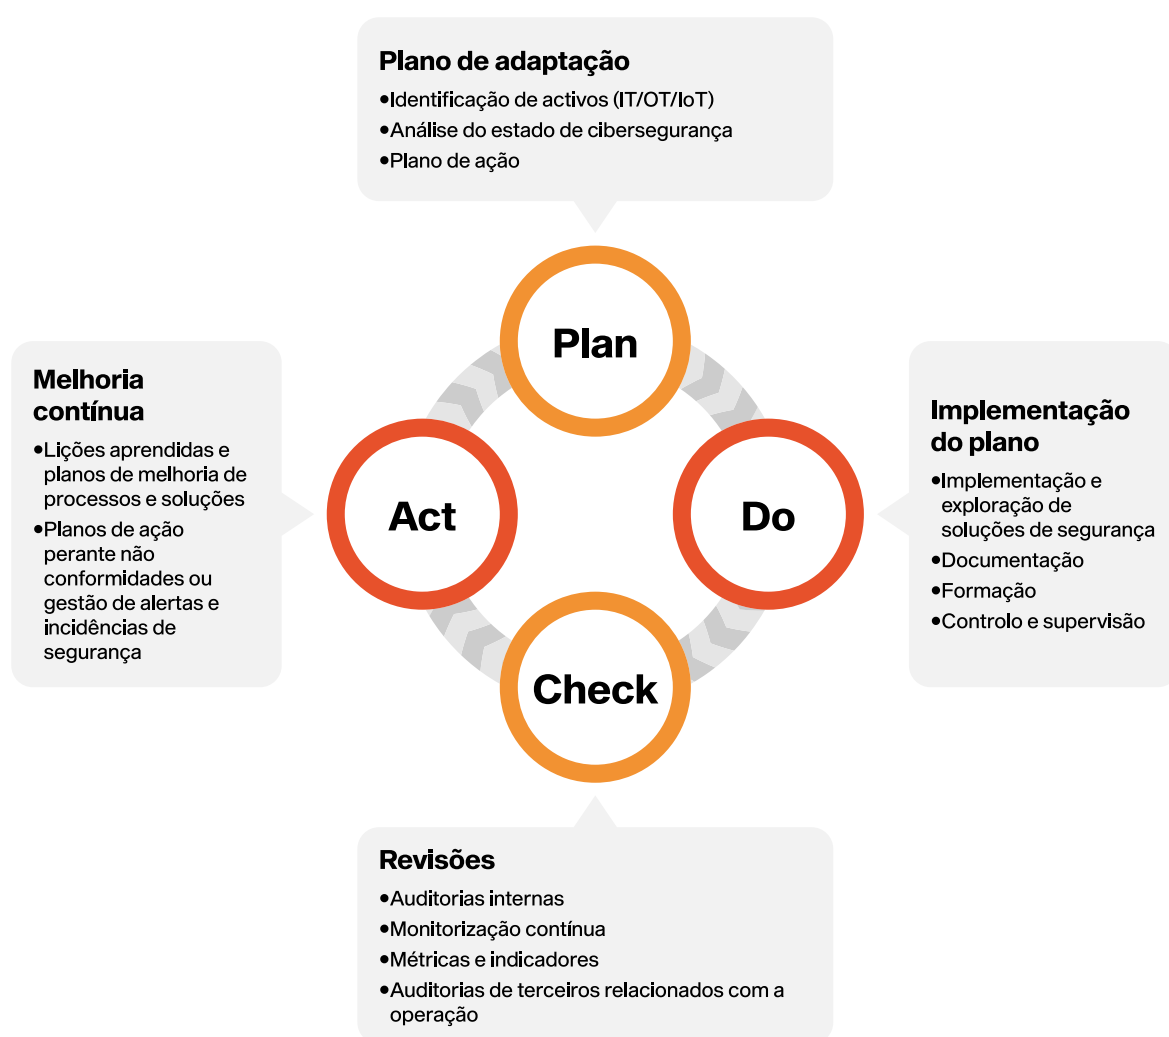 Plano de adaptação
•Identificação de activos (IT/OT/IoT)
•Análise do estado de cibersegurança
•Plano de ação
Plan
Melhoria
contínua
•Lições aprendidas e
planos de melhoria de
processos e soluções
•Planos de ação
perante não
conformidades ou
gestão de alertas e
incidências de
segurança
Act
Do
Implementação
do plano
•Implementação e
exploração de
soluções de segurança
•Documentação
•Formação
•Controlo e supervisão
Check
Revisões
•Auditorias internas
•Monitorização contínua
•Métricas e indicadores
•Auditorias de terceiros relacionados com a
operação